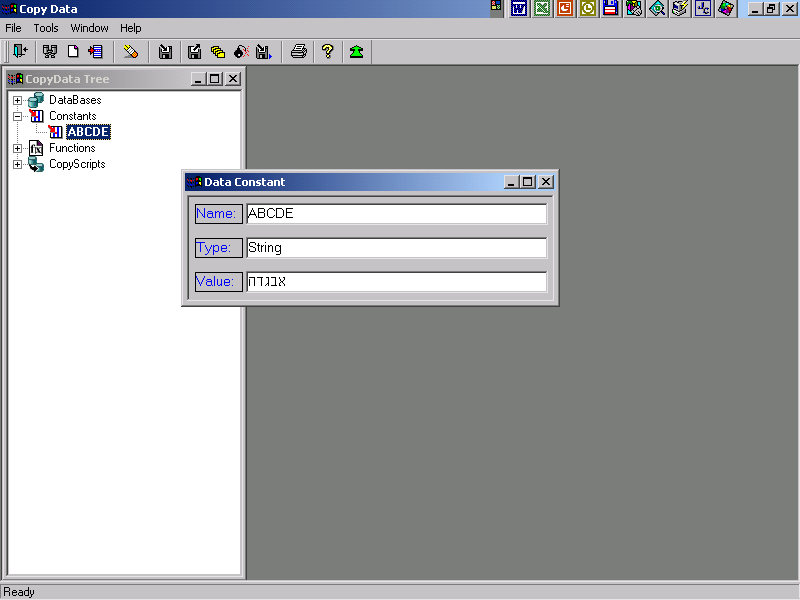 Copy Data
File Tools Window Help
CopyData Tree
DataBases
Constants
ABCDE
Functions
CopyScripts
Data Constant
Name: ABCDE
Type: String
Value: אבגדה
Ready